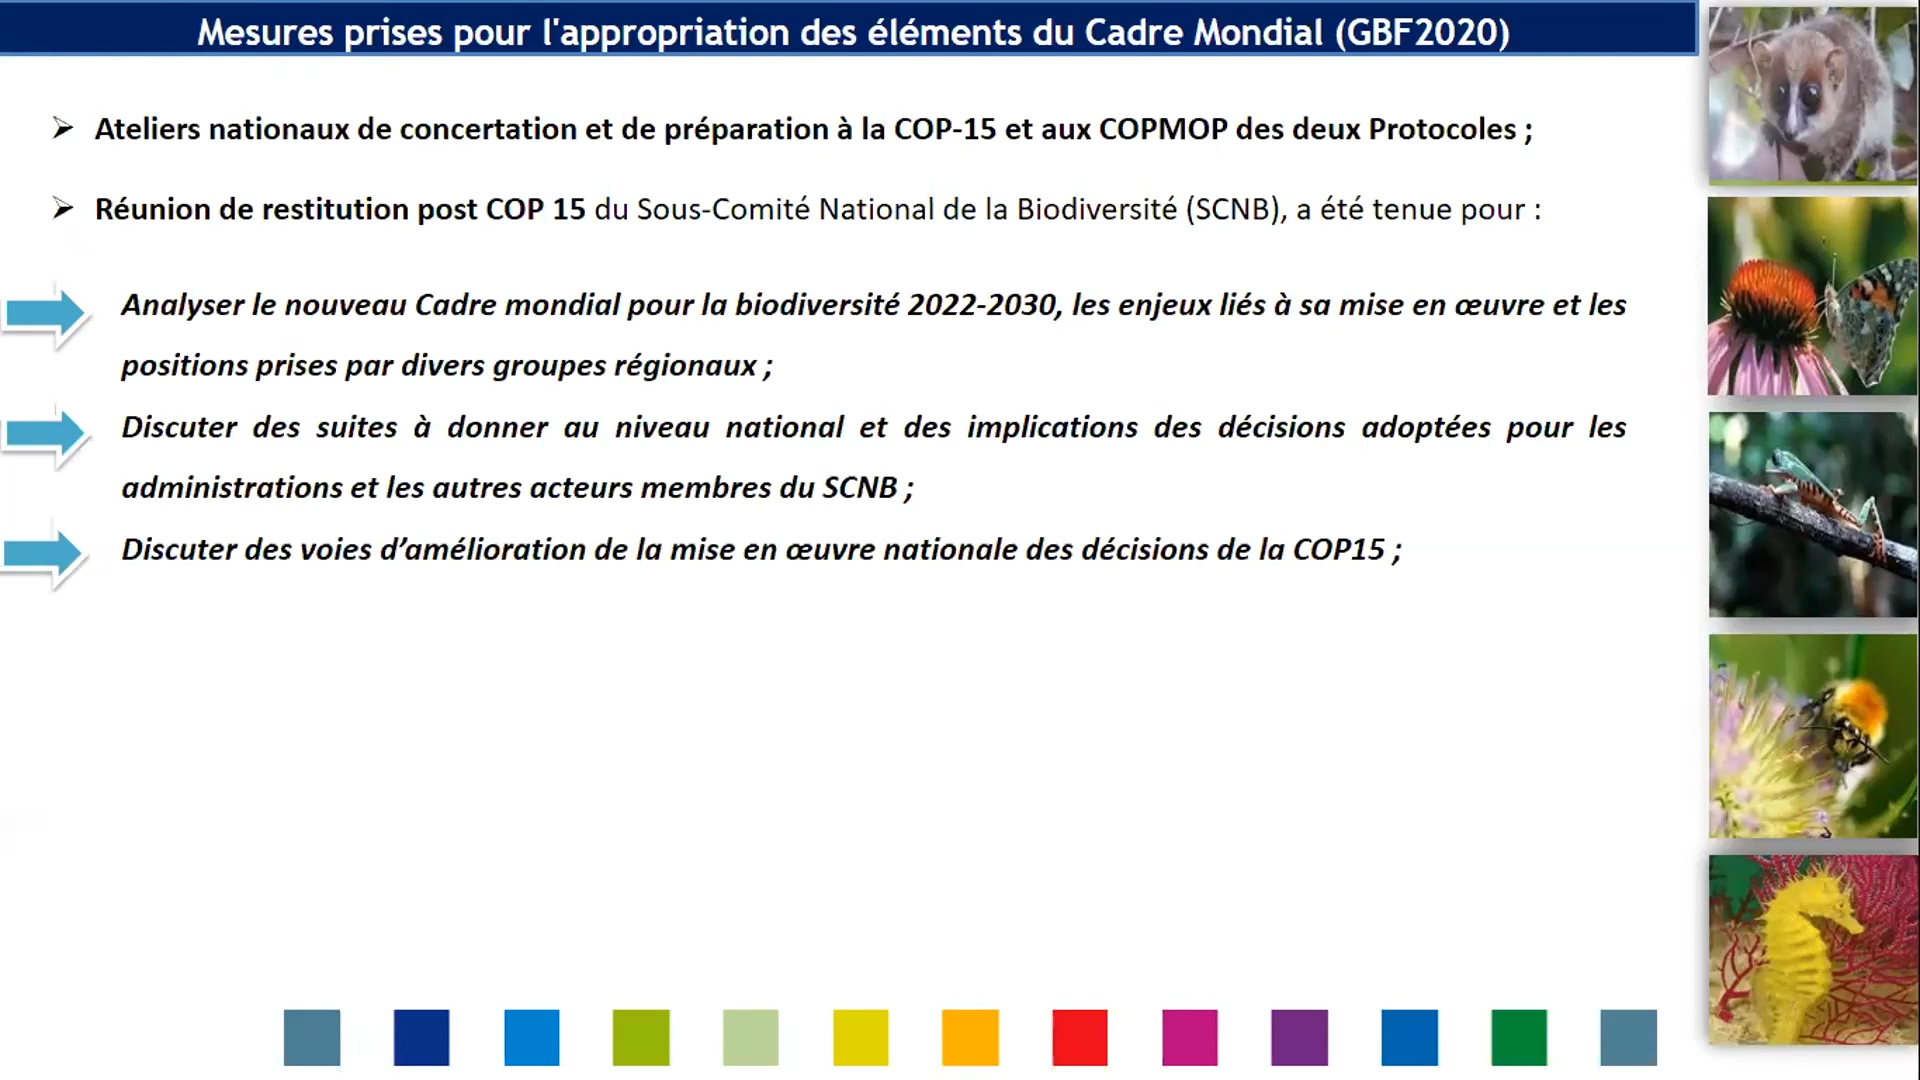 Mesures prises pour l'appropriation des éléments du Cadre Mondial (GBF2020)
Ateliers nationaux de concertation et de préparation à la COP-15 et aux COPMOP des deux Protocoles ;
Réunion de restitution post COP 15 du Sous-Comité National de la Biodiversité (SCNB), a été tenue pour :
Analyser le nouveau Cadre mondial pour la biodiversité 2022-2030, les enjeux liés à sa mise en œuvre et les
positions prises par divers groupes régionaux ;
Discuter des suites à donner au niveau national et des implications des décisions adoptées pour les
administrations et les autres acteurs membres du SCNB ;
Discuter des voies d’amélioration de la mise en œuvre nationale des décisions de la COP15 ;